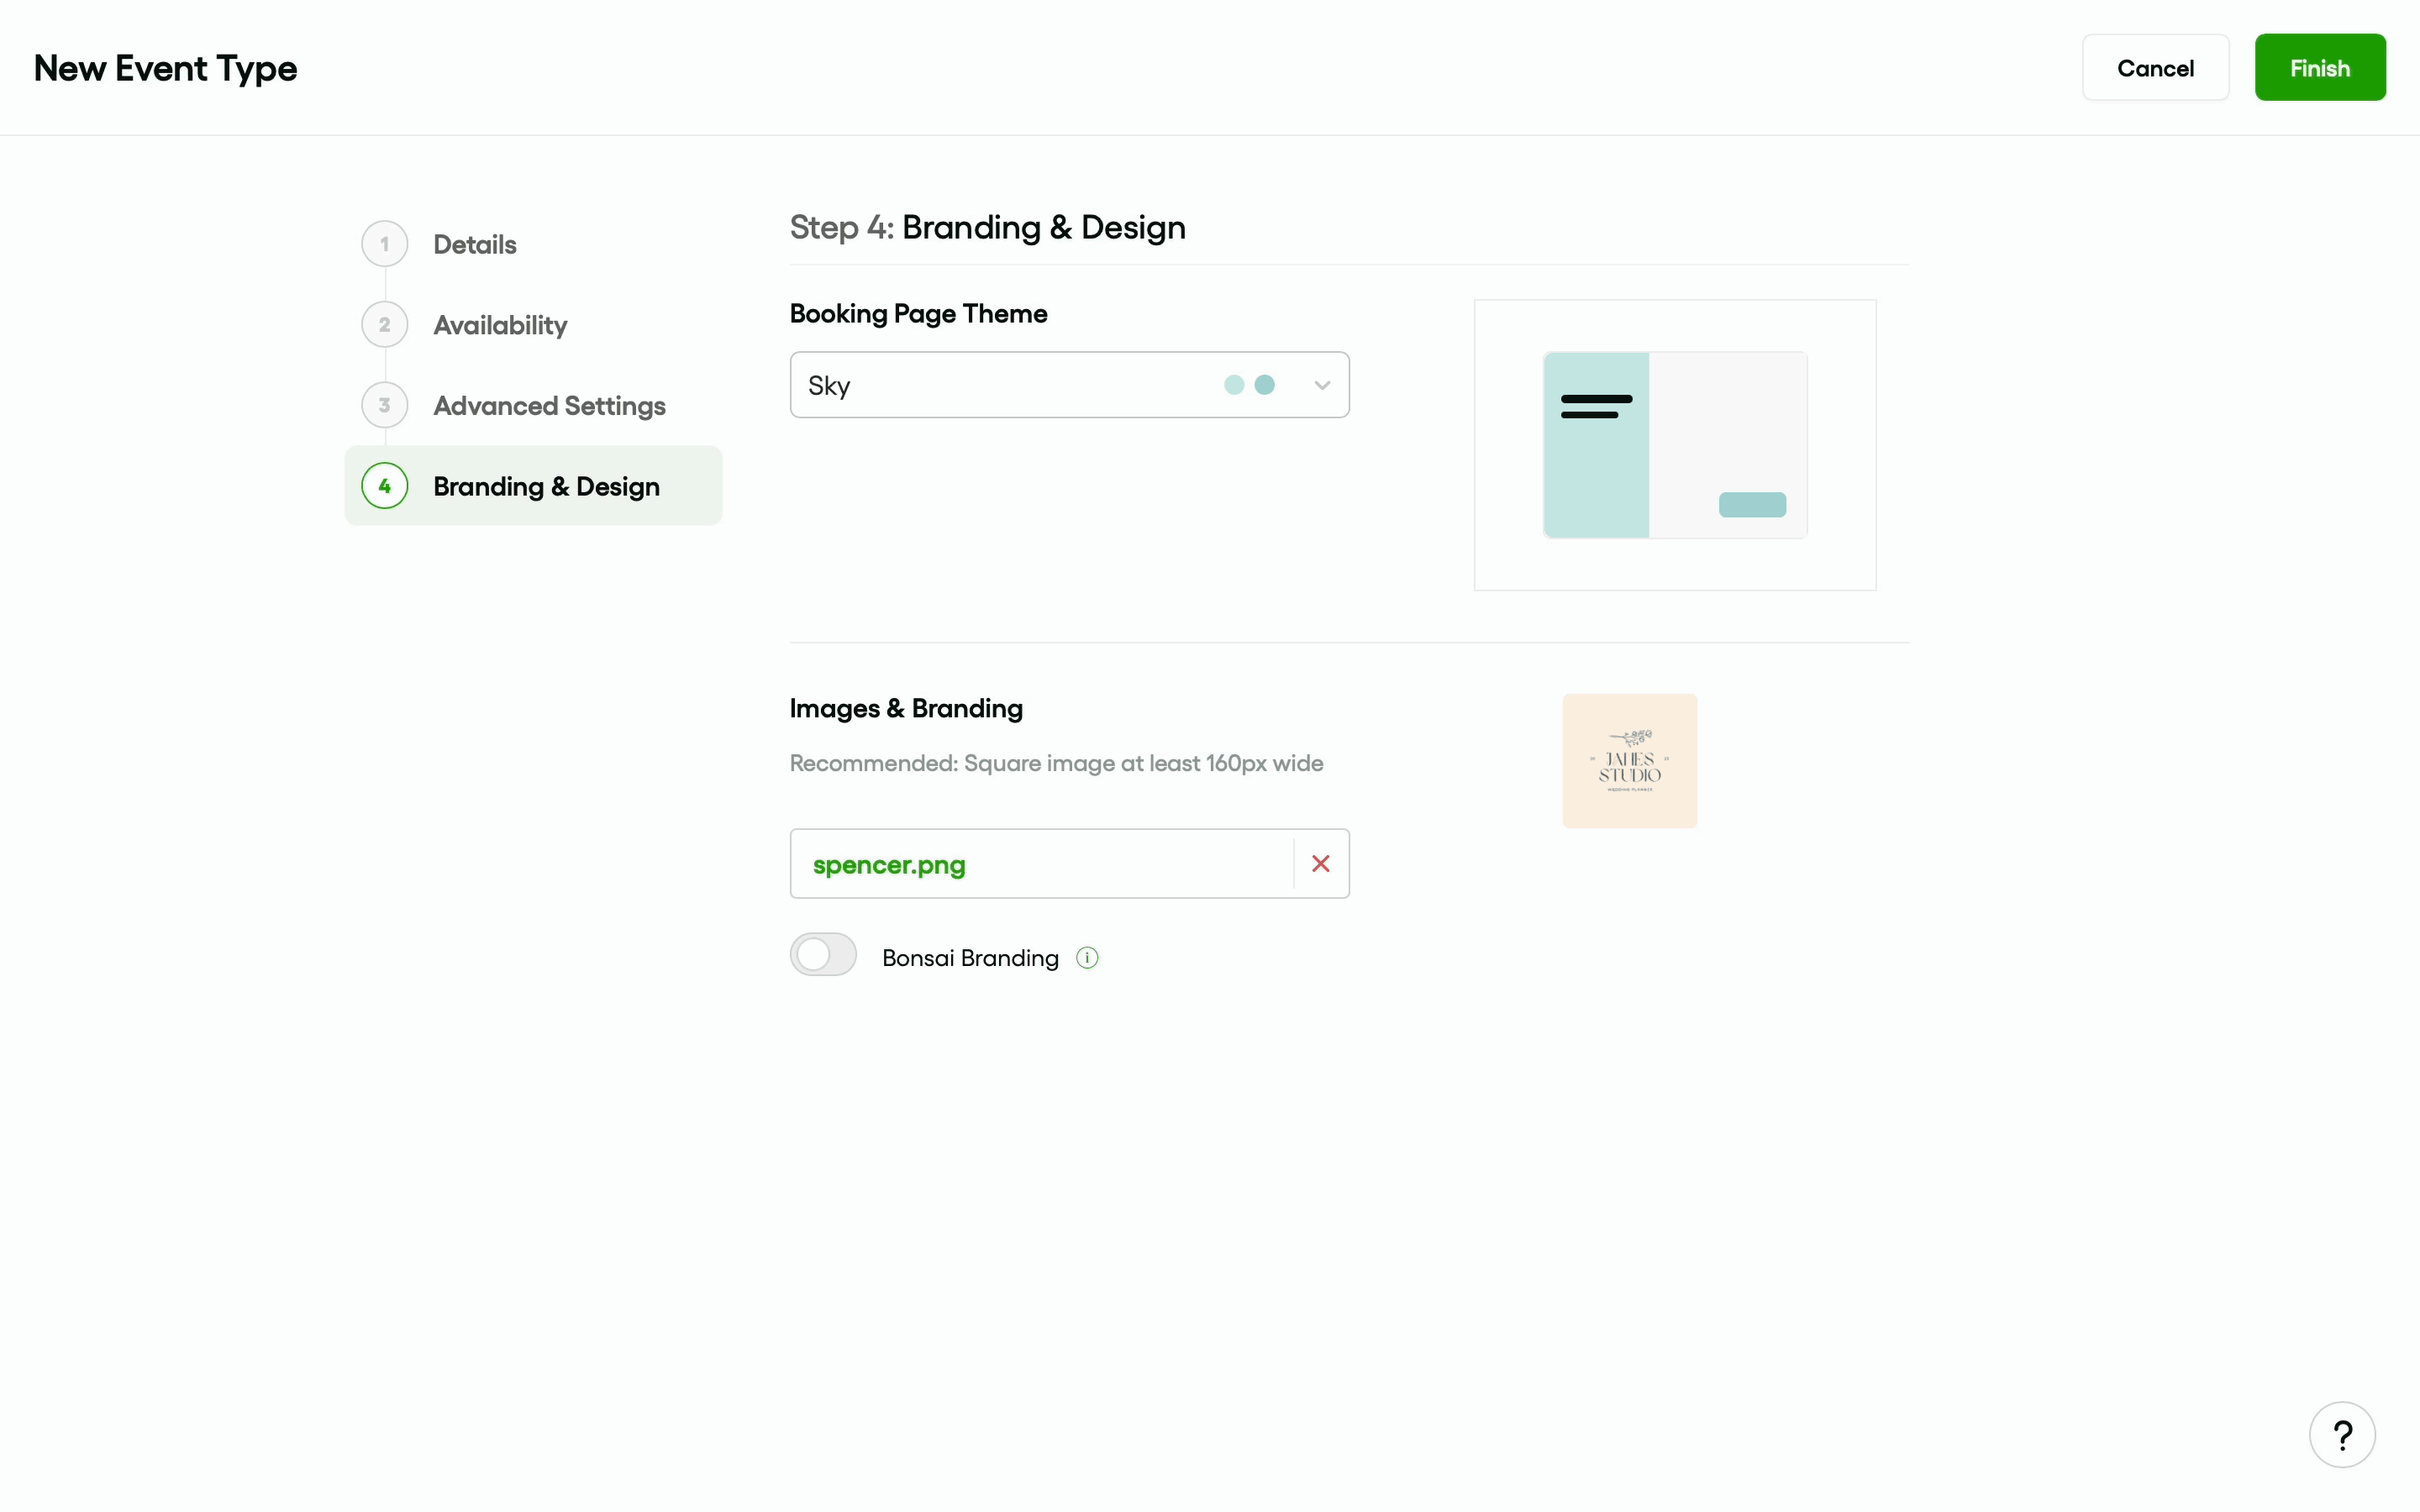 New Event Type
Cancel
Finish
1 Details
2 Availability
3 Advanced Settings
4 Branding & Design
Step 4: Branding & Design
Booking Page Theme
Sky
Images & Branding
Recommended: Square image at least 160px wide
JAMES
STUDIO
WEDDING PLANNER
spencer.png
Bonsai Branding i
?